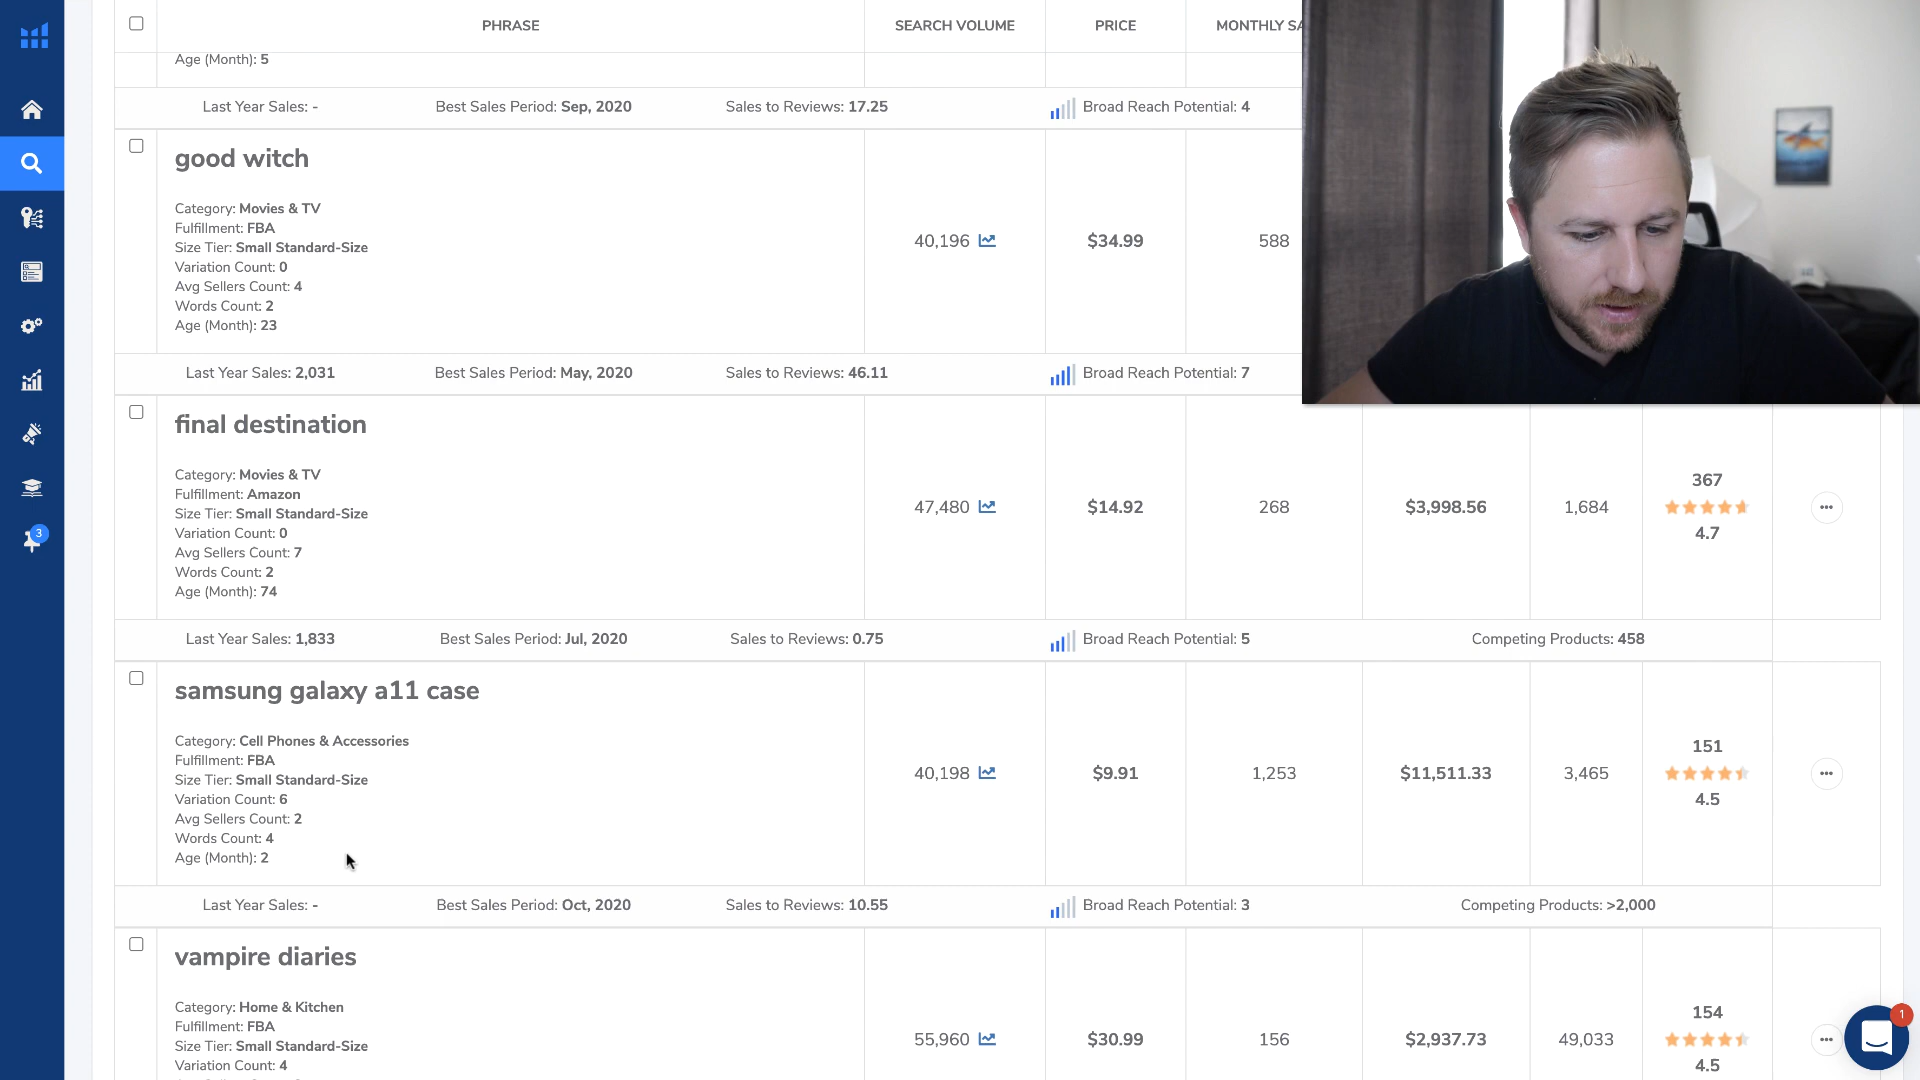 PHRASE SEARCH VOLUME PRICE MONTHLY SA
Age (Month): 5
Last Year Sales: - Best Sales Period: Sep, 2020 Sales to Reviews: 17.25 Broad Reach Potential: 4
good witch
Category: Movies & TV
Fulfillment: FBA
Size Tier: Small Standard-Size
Variation Count: 0
Avg Sellers Count: 4
Words Count: 2
Age (Month): 23
40,196 $34.99 588
Last Year Sales: 2,031 Best Sales Period: May, 2020 Sales to Reviews: 46.11 Broad Reach Potential: 7
final destination
Category: Movies & TV
Fulfillment: Amazon
Size Tier: Small Standard-Size
Variation Count: 0
Avg Sellers Count: 7
Words Count: 2
Age (Month): 74
47,480 $14.92 268 $3,998.56 1,684
367
4.7
Last Year Sales: 1,833 Best Sales Period: Jul, 2020 Sales to Reviews: 0.75 Broad Reach Potential: 5 Competing Products: 458
samsung galaxy a11 case
Category: Cell Phones & Accessories
Fulfillment: FBA
Size Tier: Small Standard-Size
Variation Count: 6
Avg Sellers Count: 2
Words Count: 4
Age (Month): 2
40,198 $9.91 1,253 $11,511.33 3,465
151
4.5
Last Year Sales: - Best Sales Period: Oct, 2020 Sales to Reviews: 10.55 Broad Reach Potential: 3 Competing Products: >2,000
vampire diaries
Category: Home & Kitchen
Fulfillment: FBA
Size Tier: Small Standard-Size
Variation Count: 4
55,960 $30.99 156 $2,937.73 49,033
154
4.5
3
1